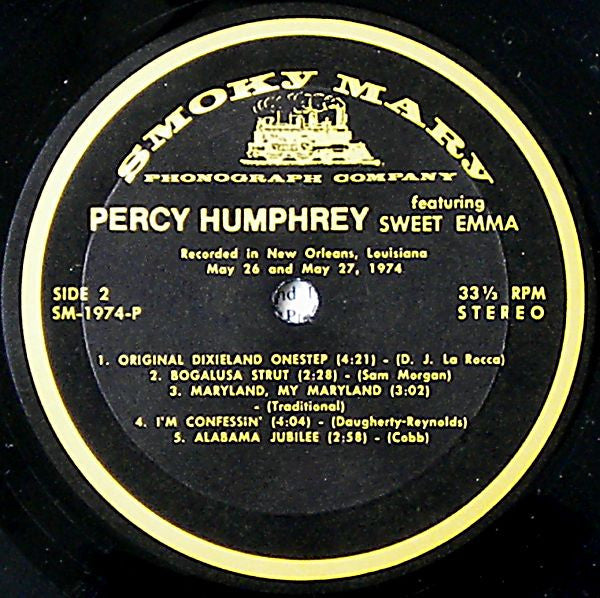 SMOKY MARY
PHONOGRAPH COMPANY
PERCY HUMPHREY featuring SWEET EMMA
Recorded in New Orleans, Louisiana
May 26 and May 27, 1974
SIDE 2
SM-1974-P
33⅓ RPM
STEREO
1. ORIGINAL DIXIELAND ONESTEP (4:21) - (D. J. La Rocca)
2. BOGALUSA STRUT (2:28) - (Sam Morgan)
3. MARYLAND, MY MARYLAND (3:02)
- (Traditional)
4. I'M CONFESSIN' (4:04) - (Daugherty-Reynolds)
5. ALABAMA JUBILEE (2:58) - (Cobb)